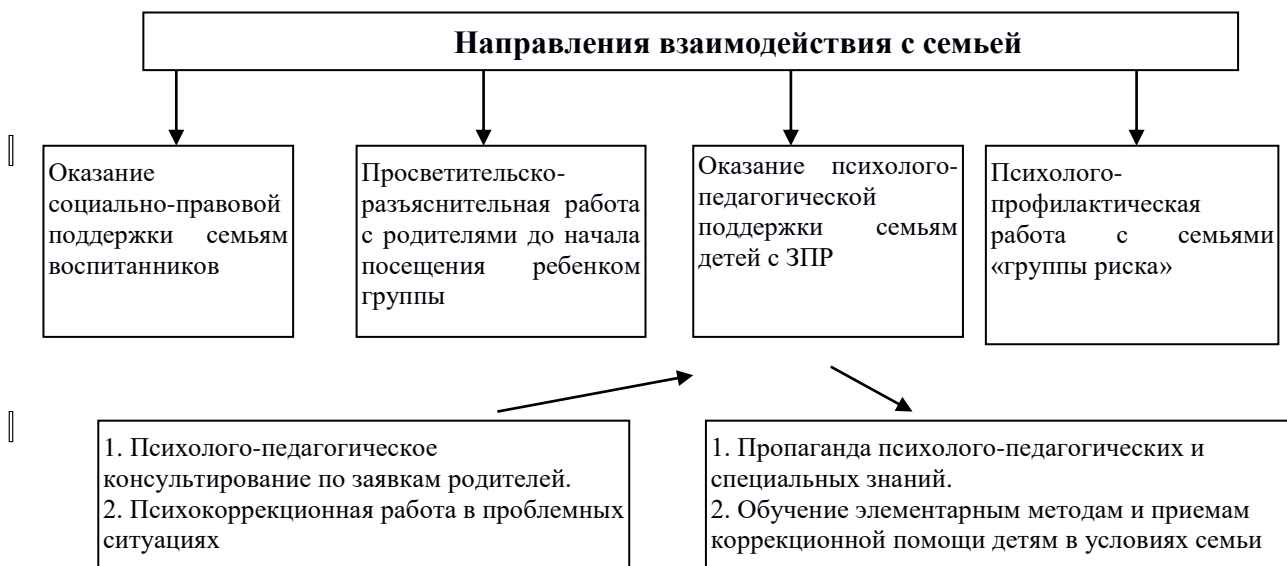 Направления взаимодействия с семьей
Оказание
социально-правовой
поддержки семьям
воспитанников
Просветительско-
разъяснительная работа
с родителями до начала
посещения ребенком
группы
Оказание психолого-
педагогической
поддержки семьям
детей с ЗПР
Психолого-
профилактическая
работа с семьями
«группы риска»
1. Психолого-педагогическое
консультирование по заявкам родителей.
2. Психокоррекционная работа в проблемных
ситуациях
1. Пропаганда психолого-педагогических и
специальных знаний.
2. Обучение элементарным методам и приемам
коррекционной помощи детям в условиях семьи